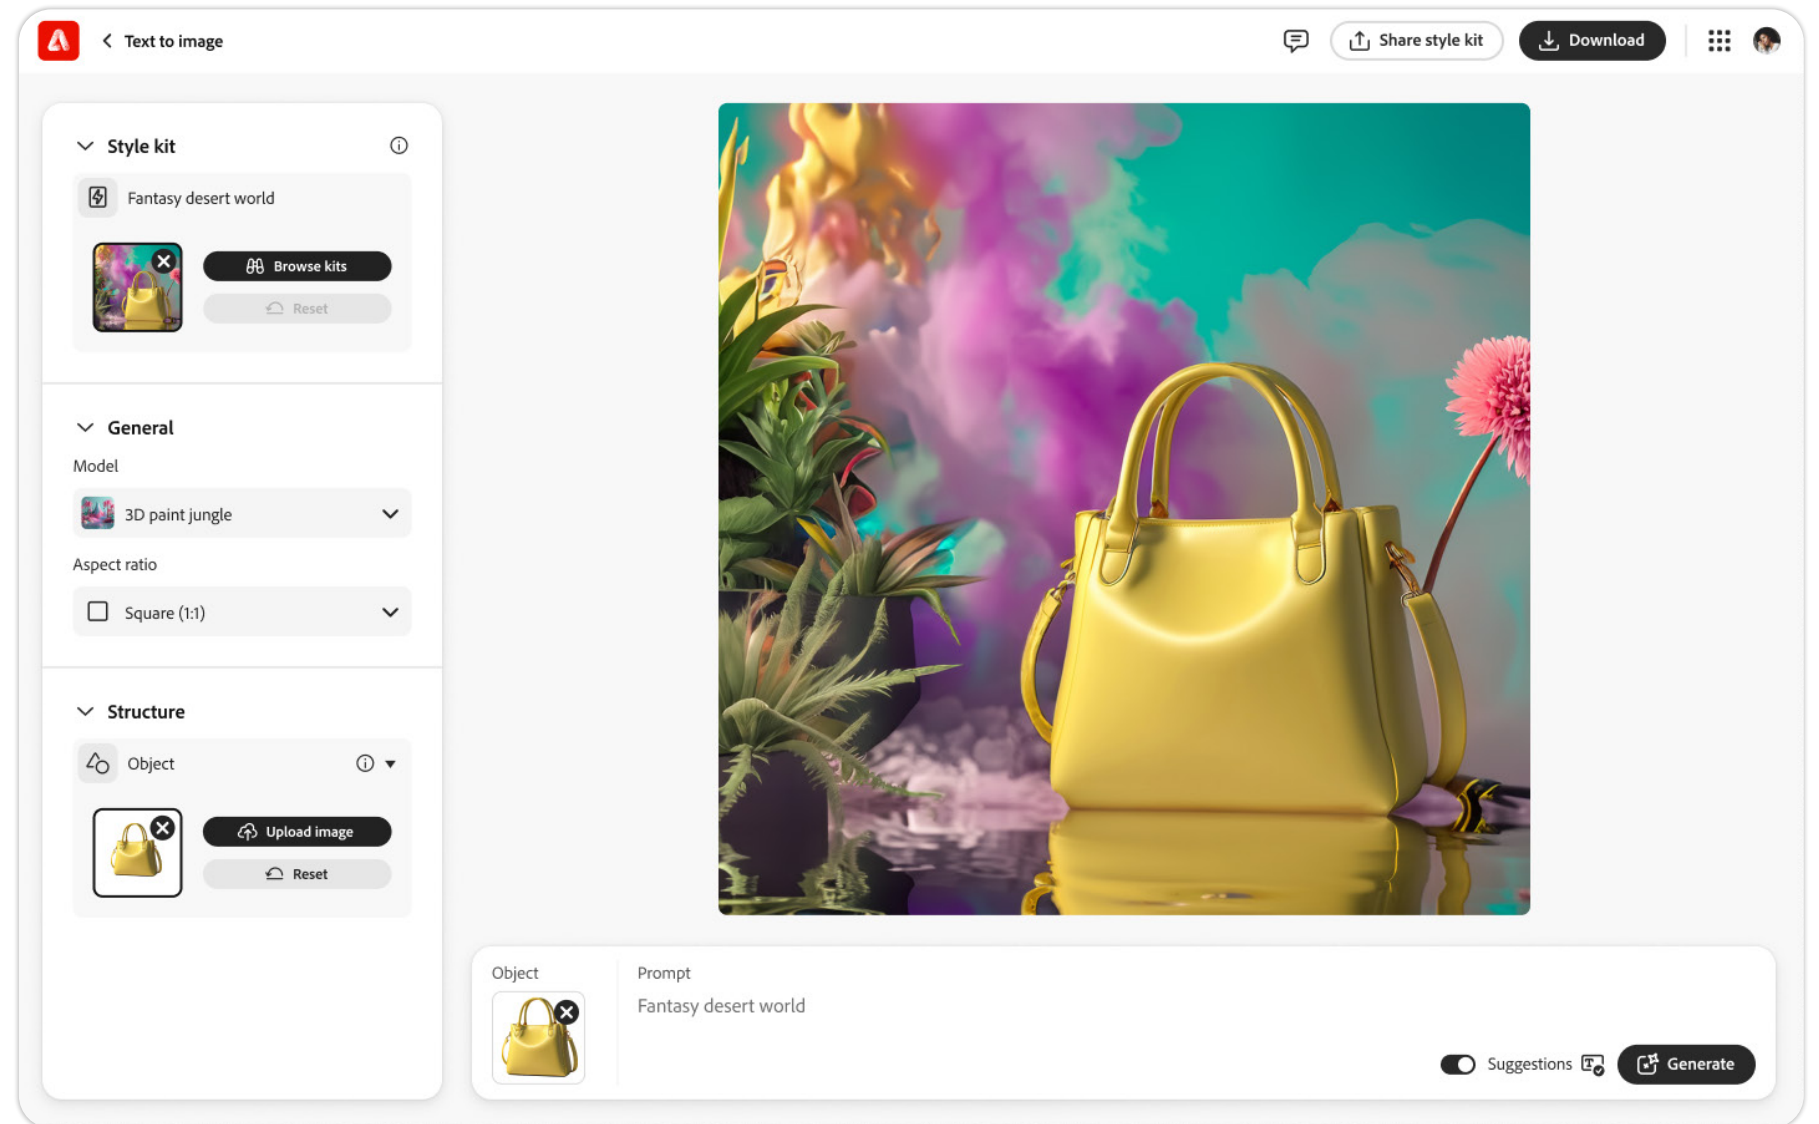 Text to image
Share style kit
Download
Style kit
Fantasy desert world
Browse kits
Reset
General
Model
3D paint jungle
Aspect ratio
Square (1:1)
Structure
Object
Upload image
Reset
Object
Prompt
Fantasy desert world
Suggestions
Generate